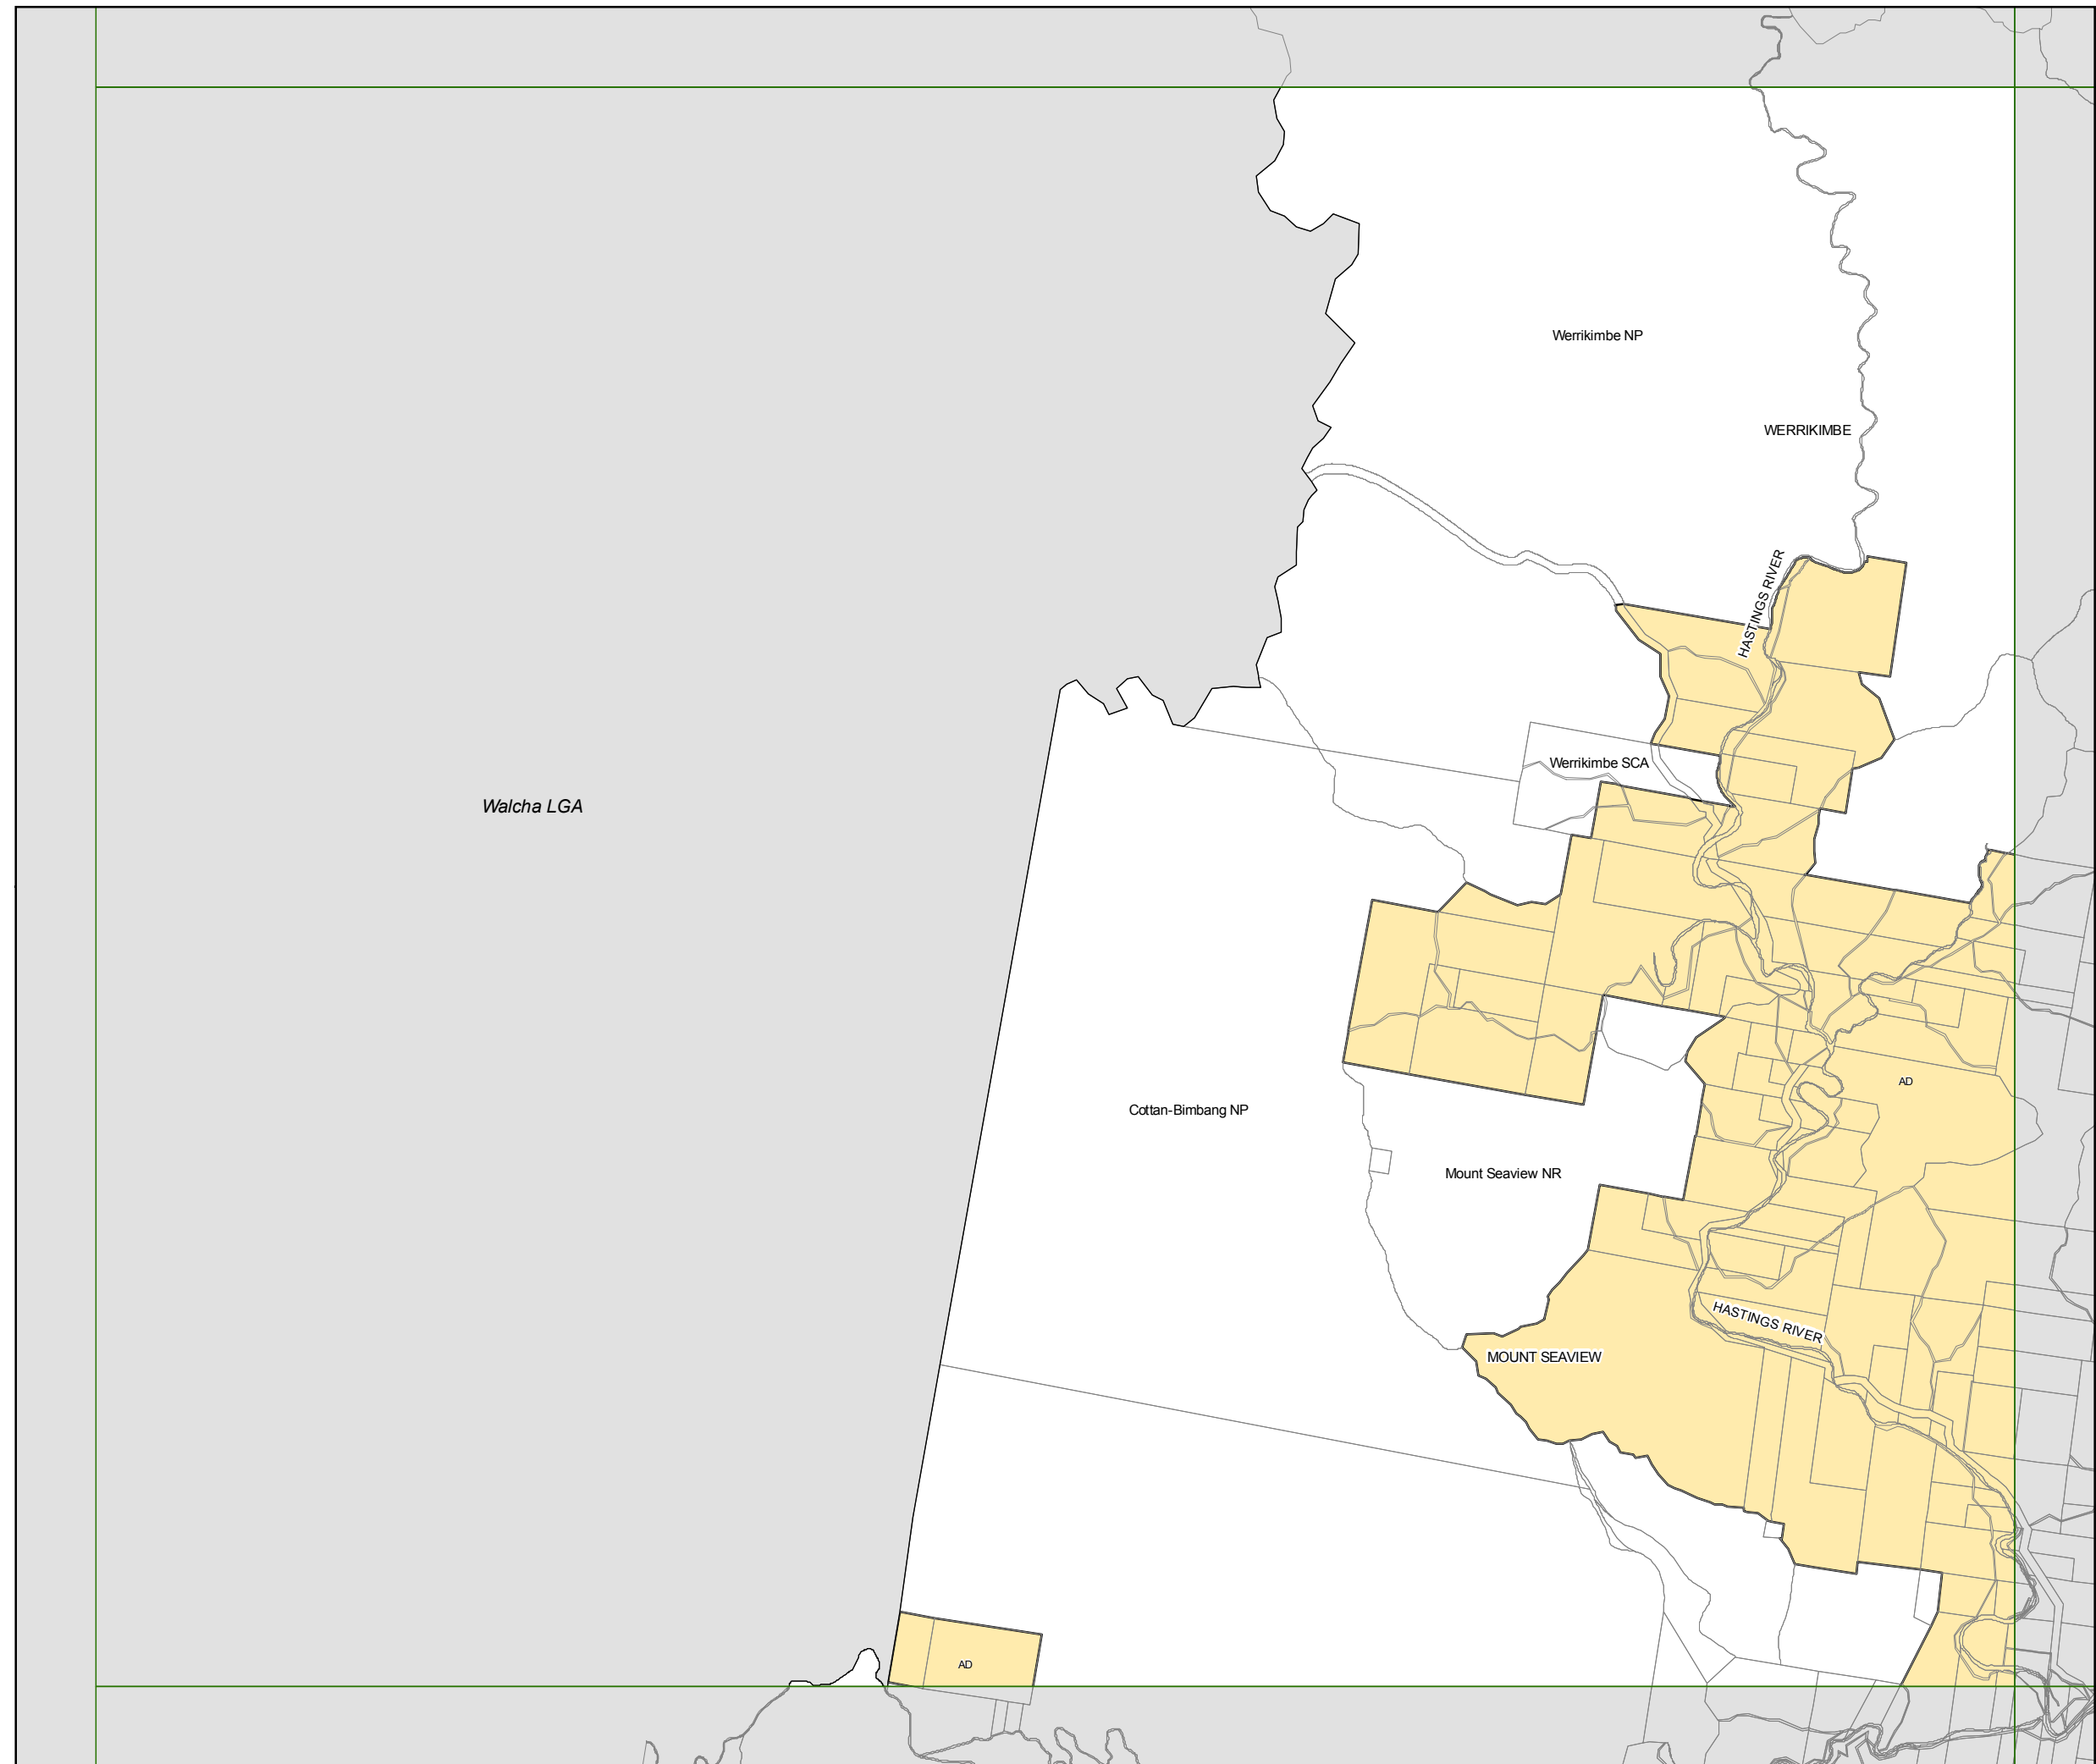 Werrikimbe NP
WERRIKIMBE
HASTINGS RIVER
Werrikimbe SCA
Walcha LGA
AD
Cottan-Bimbang NP
Mount Seaview NR
HASTINGS RIVER
MOUNT SEAVIEW
AD